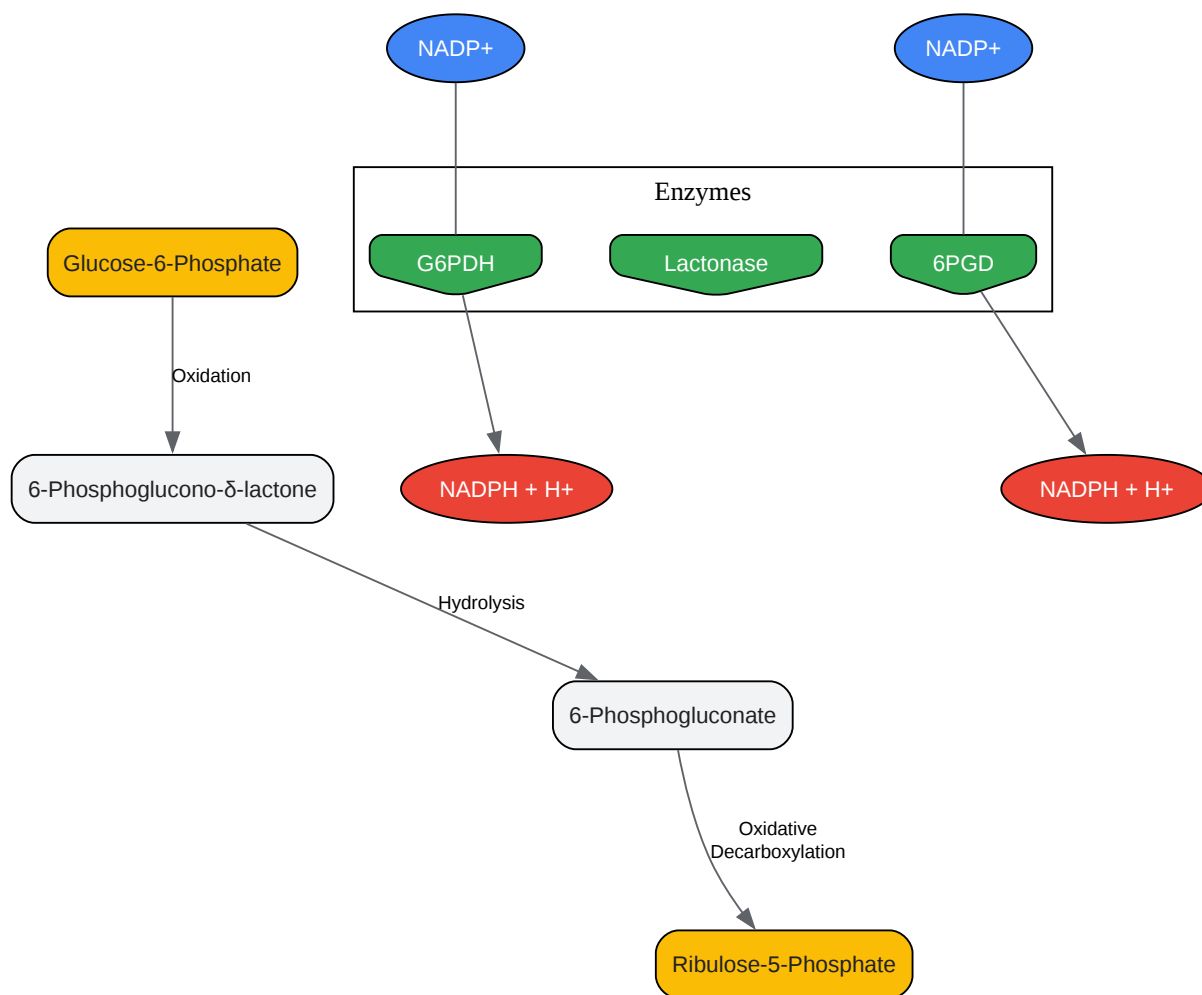 NADP+
NADP+
Enzymes
Glucose-6-Phosphate
G6PDH
Lactonase
6PGD
Oxidation
6-Phosphoglucono-δ-lactone
NADPH + H+
NADPH + H+
Hydrolysis
6-Phosphogluconate
Oxidative
Decarboxylation
Ribulose-5-Phosphate